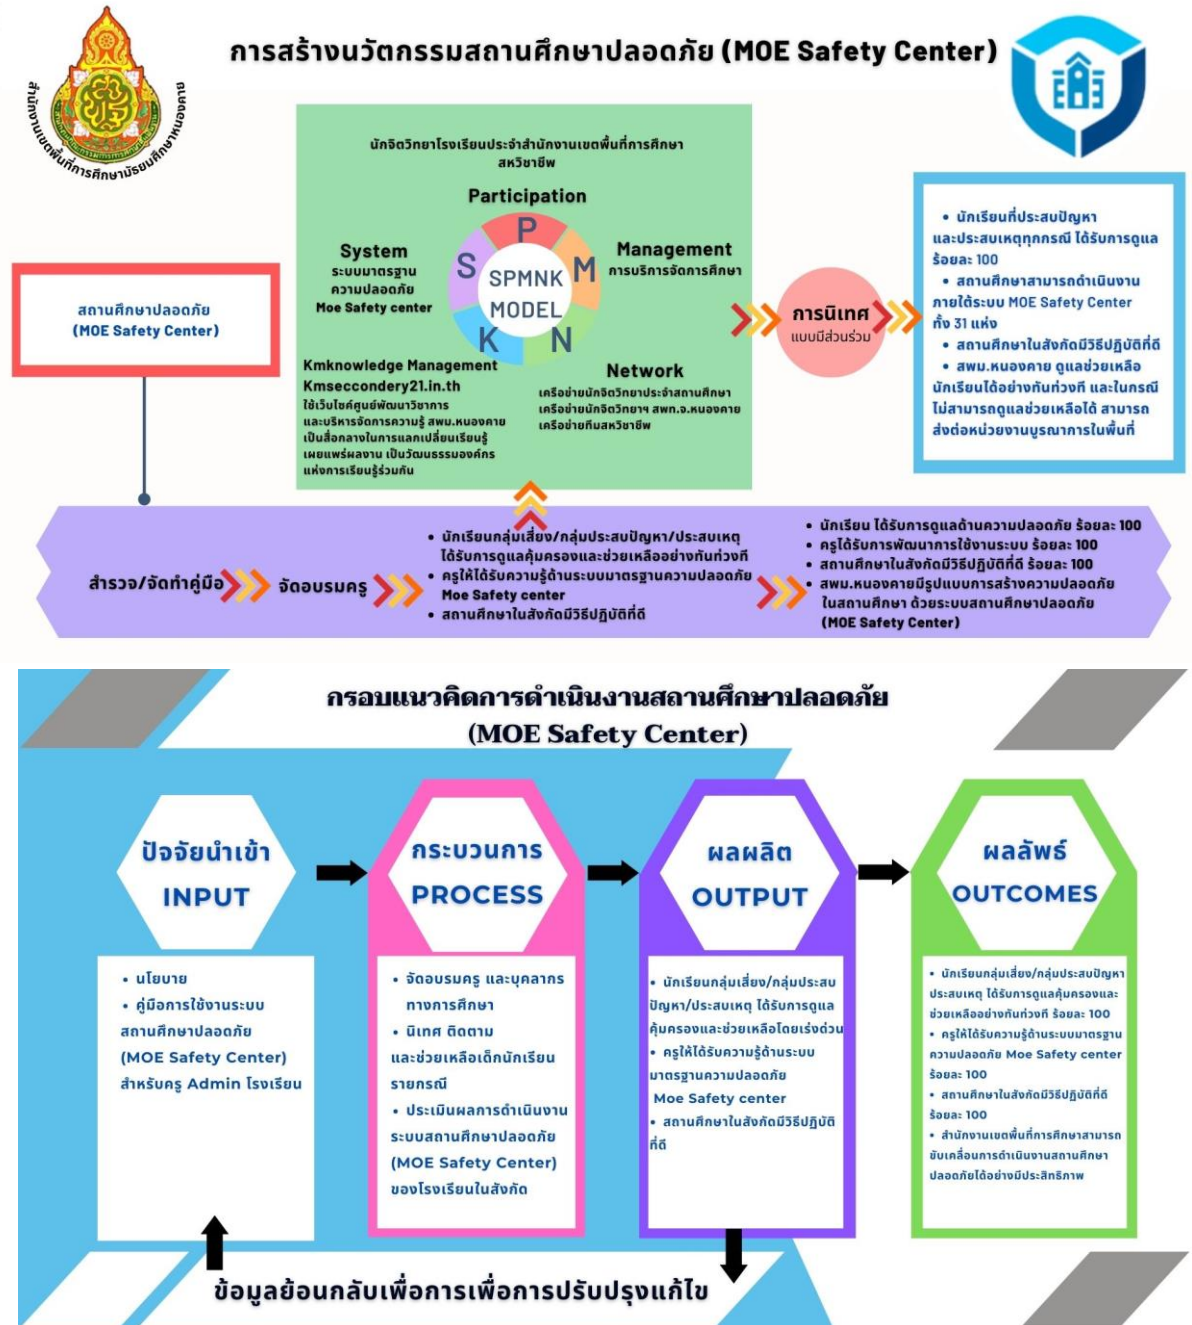 การสร้างนวัตกรรมสถานศึกษาปลอดภัย (MOE Safety Center)
สำนักงานเขตพื้นที่การศึกษามัธยมศึกษาหนองคาย
นักจิตวิทยาโรงเรียนประจำสำนักงานเขตพื้นที่การศึกษา
สหวิชาชีพ
Participation
System
ระบบมาตรฐาน
ความปลอดภัย
Moe Safety center
S
P
M
N
K
SPMNK
MODEL
Management
การบริการจัดการศึกษา
Kmknowledge Management
Kmseccondery21.in.th
ใช้เว็บไซค์ศูนย์พัฒนาวิชาการ
และบริหารจัดการความรู้ สพม.หนองคาย
เป็นสื่อกลางในการแลกเปลี่ยนเรียนรู้
เผยแพร่ผลงาน เป็นวัฒนธรรมองค์กร
แห่งการเรียนรู้ร่วมกัน
Network
เครือข่ายนักจิตวิทยาประจำสถานศึกษา
เครือข่ายนักจิตวิทยาฯ สพท.จ.หนองคาย
เครือข่ายทีมสหวิชาชีพ
สถานศึกษาปลอดภัย
(MOE Safety Center)
การนิเทศ
แบบมีส่วนร่วม
• นักเรียนที่ประสบปัญหา
และประสบเหตุทุกกรณี ได้รับการดูแล
ร้อยละ 100
• สถานศึกษาสามารถดำเนินงาน
ภายใต้ระบบ MOE Safety Center
ทั้ง 31 แห่ง
• สถานศึกษาในสังกัดมีวิธีปฏิบัติที่ดี
• สพม.หนองคาย ดูแลช่วยเหลือ
นักเรียนได้อย่างทันท่วงที และในกรณี
ไม่สามารถดูแลช่วยเหลือได้ สามารถ
ส่งต่อหน่วยงานบูรณาการในพื้นที่
สำรวจ/จัดทำคู่มือ
จัดอบรมครู
• นักเรียนกลุ่มเสี่ยง/กลุ่มประสบปัญหา/ประสบเหตุ
ได้รับการดูแลคุ้มครองและช่วยเหลืออย่างทันท่วงที
• ครูให้ได้รับความรู้ด้านระบบมาตรฐานความปลอดภัย
Moe Safety center
• สถานศึกษาในสังกัดมีวิธีปฏิบัติที่ดี
• นักเรียน ได้รับการดูแลด้านความปลอดภัย ร้อยละ 100
• ครูได้รับการพัฒนาการใช้งานระบบ ร้อยละ 100
• สถานศึกษาในสังกัดมีวิธีปฏิบัติที่ดี ร้อยละ 100
• สพม.หนองคายมีรูปแบบการสร้างความปลอดภัย
ในสถานศึกษา ด้วยระบบสถานศึกษาปลอดภัย
(MOE Safety Center)
กรอบแนวคิดการดำเนินงานสถานศึกษาปลอดภัย
(MOE Safety Center)
ปัจจัยนำเข้า
INPUT
• นโยบาย
• คู่มือการใช้งานระบบ
สถานศึกษาปลอดภัย
(MOE Safety Center)
สำหรับครู Admin โรงเรียน
กระบวนการ
PROCESS
• จัดอบรมครู และบุคลากร
ทางการศึกษา
• นิเทศ ติดตาม
และช่วยเหลือเด็กนักเรียน
รายกรณี
• ประเมินผลการดำเนินงาน
ระบบสถานศึกษาปลอดภัย
(MOE Safety Center)
ของโรงเรียนในสังกัด
ผลผลิต
OUTPUT
• นักเรียนกลุ่มเสี่ยง/กลุ่มประสบ
ปัญหา/ประสบเหตุ ได้รับการดูแล
คุ้มครองและช่วยเหลือโดยเร่งด่วน
• ครูให้ได้รับความรู้ด้านระบบ
มาตรฐานความปลอดภัย
Moe Safety center
• สถานศึกษาในสังกัดมีวิธีปฏิบัติ
ที่ดี
ผลลัพธ์
OUTCOMES
• นักเรียนกลุ่มเสี่ยง/กลุ่มประสบปัญหา
ประสบเหตุ ได้รับการดูแลคุ้มครองและ
ช่วยเหลืออย่างทันท่วงที ร้อยละ 100
• ครูให้ได้รับความรู้ด้านระบบมาตรฐาน
ความปลอดภัย Moe Safety center
ร้อยละ 100
• สถานศึกษาในสังกัดมีวิธีปฏิบัติที่ดี
ร้อยละ 100
• สำนักงานเขตพื้นที่การศึกษาสามารถ
ขับเคลื่อนการดำเนินงานสถานศึกษา
ปลอดภัยได้อย่างมีประสิทธิภาพ
ข้อมูลย้อนกลับเพื่อการเพื่อการปรับปรุงแก้ไข